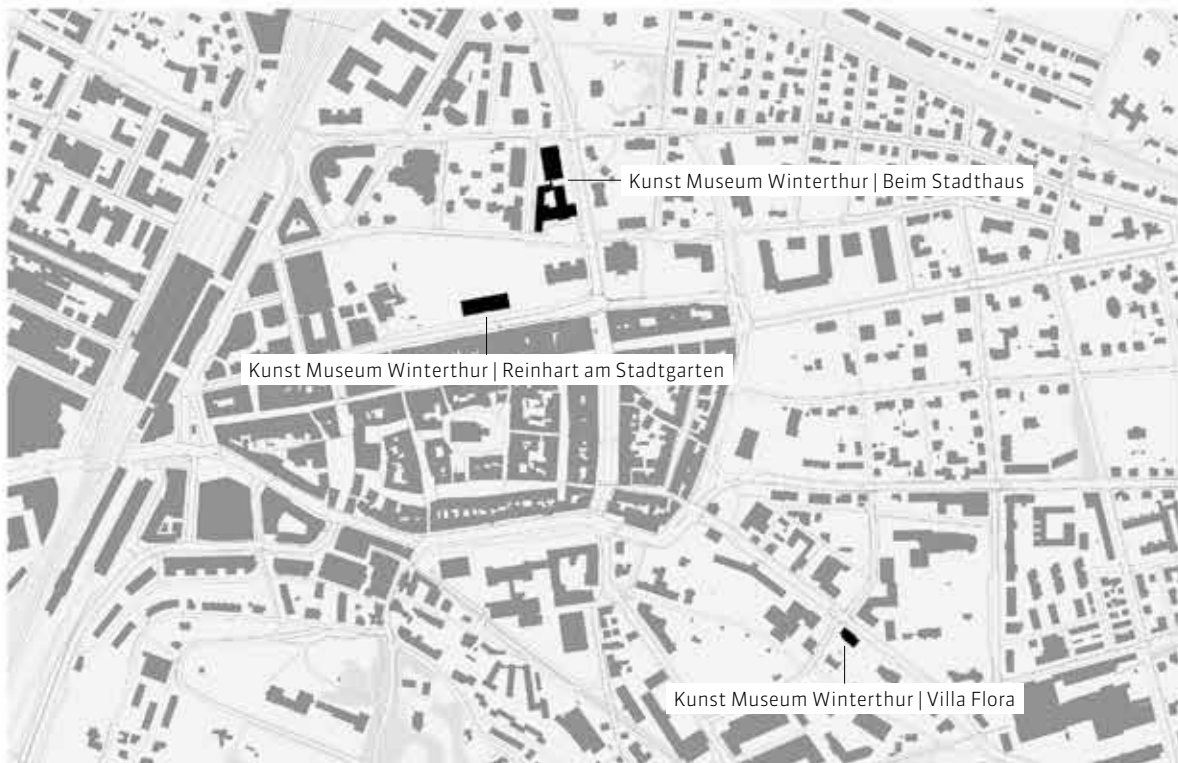 Kunst Museum Winterthur | Beim Stadthaus
Kunst Museum Winterthur | Reinhart am Stadtgarten
Kunst Museum Winterthur | Villa Flora